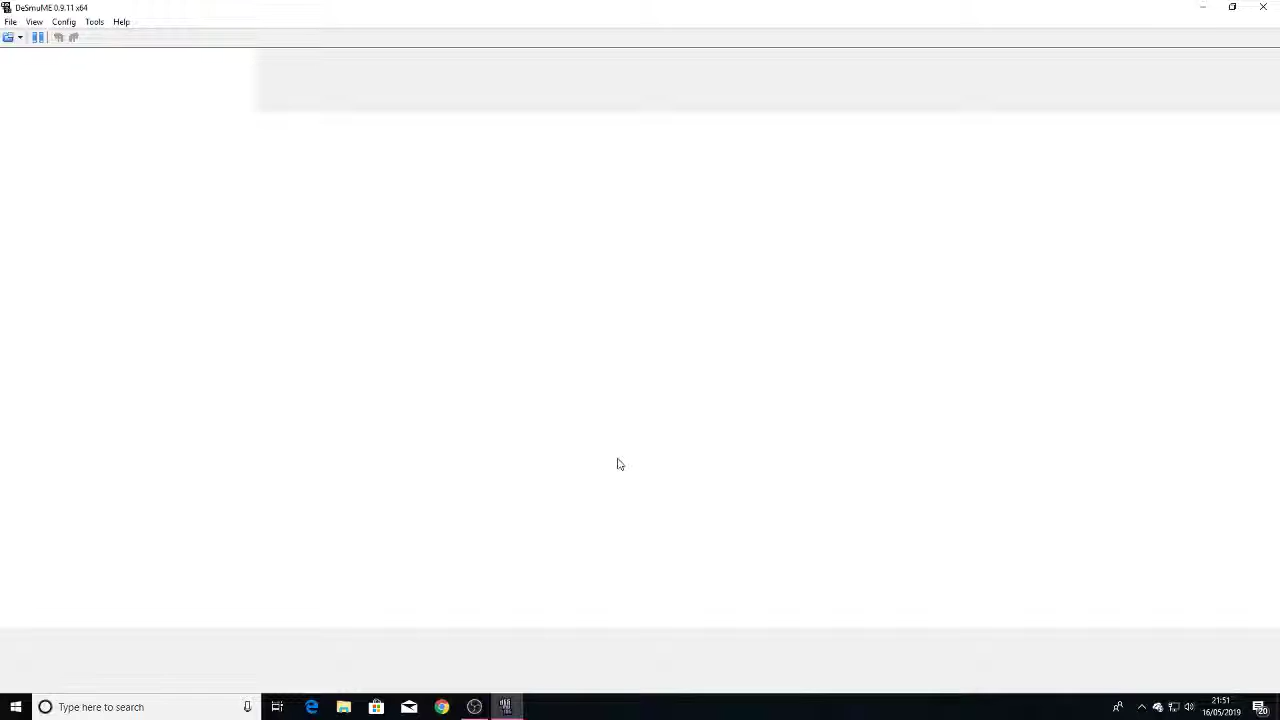 DeSmuME 0.9.11 x64
File View Config Tools Help
Type here to search
21:51
16/05/2019
20